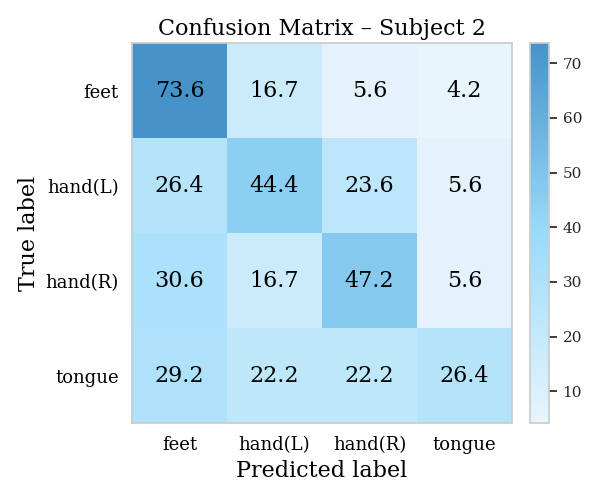 Confusion Matrix – Subject 2
True label
feet 73.6 16.7 5.6 4.2
hand(L) 26.4 44.4 23.6 5.6
hand(R) 30.6 16.7 47.2 5.6
tongue 29.2 22.2 22.2 26.4
feet hand(L) hand(R) tongue
Predicted label
70
60
50
40
30
20
10